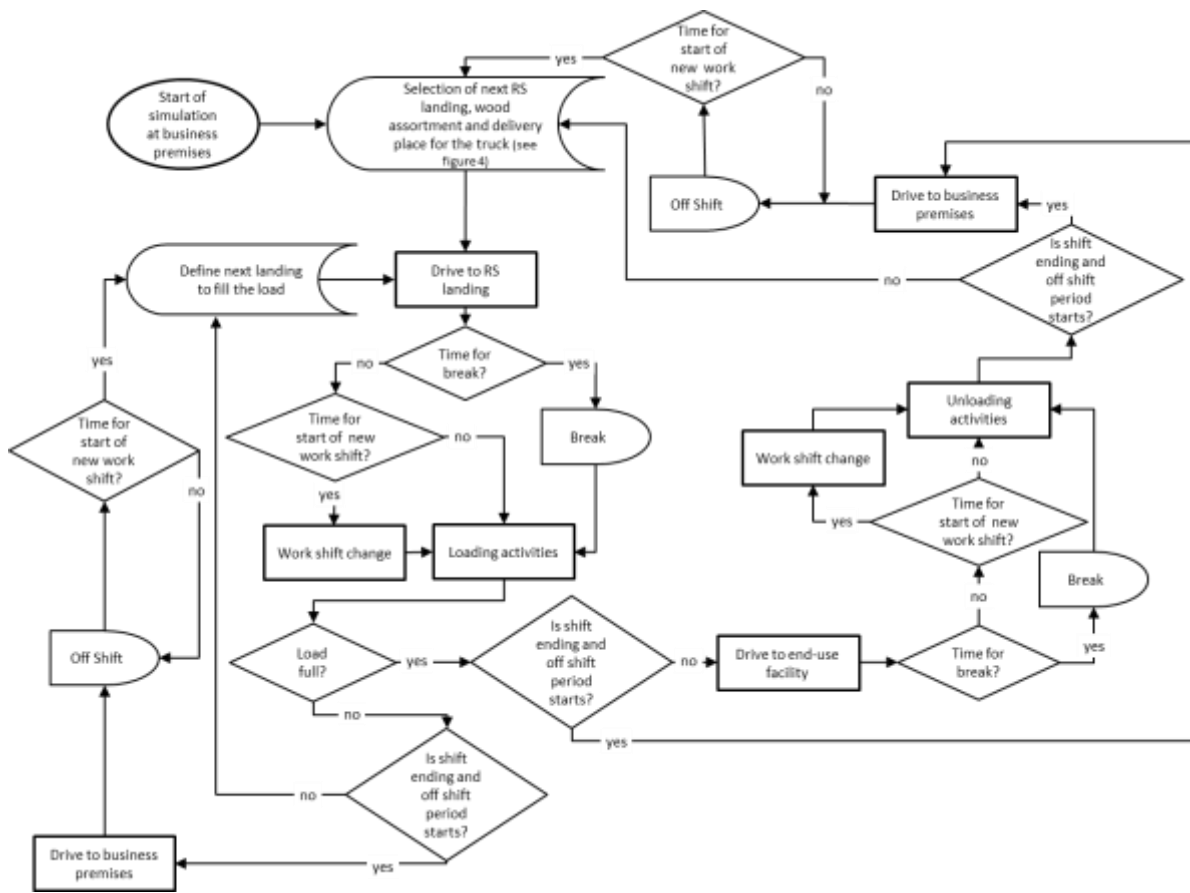 Time for
start of
new work
shift?
yes
no
Start of
simulation
at business
premises
Selection of next RS
landing, wood
assortment and delivery
place for the truck (see
figure 4)
Off Shift
Drive to business
premises
yes
Is shift
ending and
off shift
period
starts?
no
Define next landing
to fill the load
Drive to RS
landing
yes
no
Time for
break?
yes
Time for
start of new
work shift?
no
Break
Unloading
activities
Time for
start of
new work
shift?
no
yes
Work shift change
Loading activities
Work shift change
no
yes
Time for
start of new
work shift?
Break
no
yes
Off Shift
Load
full?
yes
Is shift
ending and
off shift
period
starts?
no
Drive to end-use
facility
Time for
break?
no
yes
Is shift
ending and
off shift
period
starts?
no
yes
Drive to business
premises